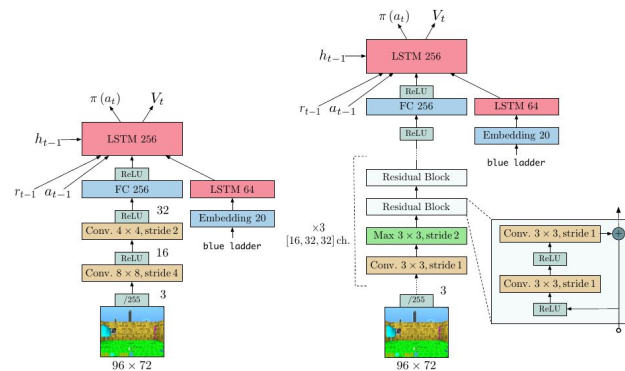 π (a_t) V_t
LSTM 256
h_{t−1}
r_{t−1} a_{t−1}
ReLU
FC 256
LSTM 64
ReLU
32
Embedding 20
Conv. 4 × 4, stride 2
blue ladder
ReLU
16
Conv. 8 × 8, stride 4
/255
3
96 × 72
π (a_t) V_t
LSTM 256
h_{t−1}
r_{t−1} a_{t−1}
ReLU
FC 256
LSTM 64
ReLU
Embedding 20
blue ladder
Residual Block
Residual Block
×3
[16, 32, 32] ch.
Max 3 × 3, stride 2
Conv. 3 × 3, stride 1
/255
3
96 × 72
Conv. 3 × 3, stride 1
+
ReLU
Conv. 3 × 3, stride 1
ReLU